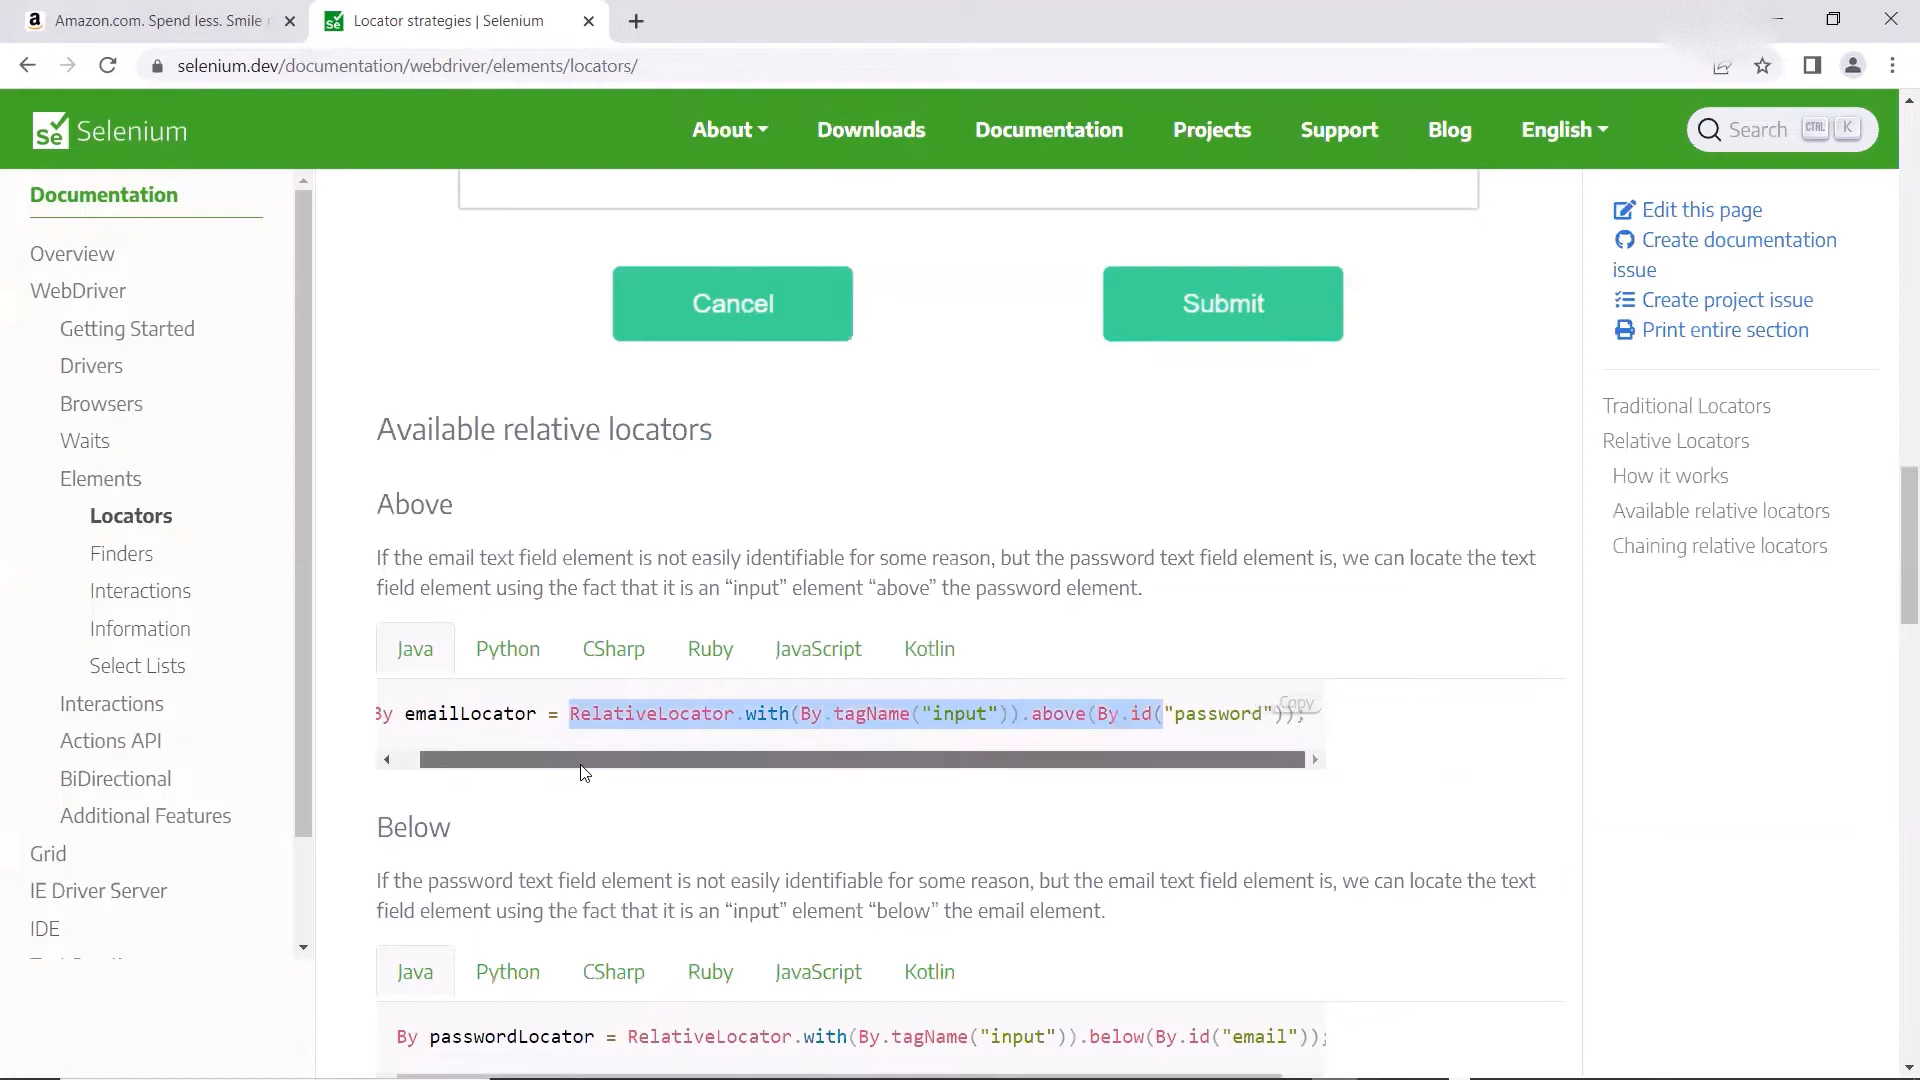 Amazon.com. Spend less. Smile
Locator strategies | Selenium
selenium.dev/documentation/webdriver/elements/locators/
Selenium
About
Downloads
Documentation
Projects
Support
Blog
English
Search
CTRL
K
Documentation
Overview
WebDriver
Getting Started
Drivers
Browsers
Waits
Elements
Locators
Finders
Interactions
Information
Select Lists
Interactions
Actions API
BiDirectional
Additional Features
Grid
IE Driver Server
IDE
Cancel
Submit
Available relative locators
Above
If the email text field element is not easily identifiable for some reason, but the password text field element is, we can locate the text
field element using the fact that it is an “input” element “above” the password element.
Java
Python
CSharp
Ruby
JavaScript
Kotlin
By emailLocator = RelativeLocator.with(By.tagName("input")).above(By.id("password"));
Copy
Below
If the password text field element is not easily identifiable for some reason, but the email text field element is, we can locate the text
field element using the fact that it is an “input” element “below” the email element.
Java
Python
CSharp
Ruby
JavaScript
Kotlin
By passwordLocator = RelativeLocator.with(By.tagName("input")).below(By.id("email"));
Edit this page
Create documentation
issue
Create project issue
Print entire section
Traditional Locators
Relative Locators
How it works
Available relative locators
Chaining relative locators